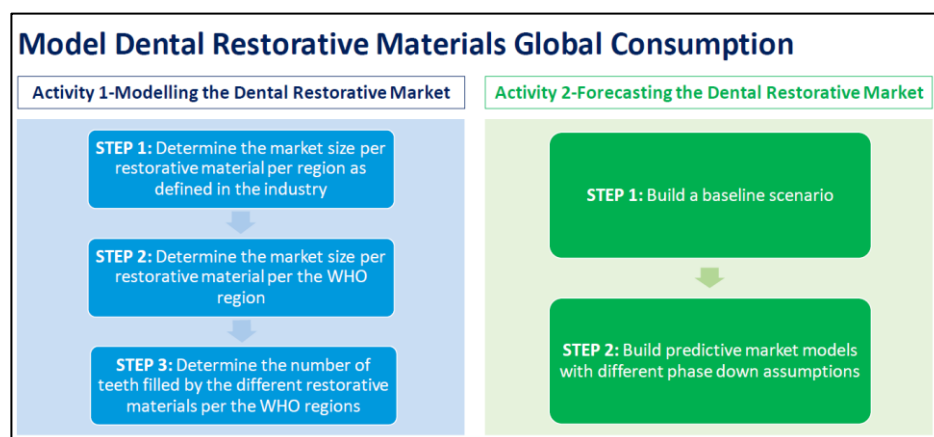 Model Dental Restorative Materials Global Consumption
Activity 1-Modelling the Dental Restorative Market
STEP 1: Determine the market size per
restorative material per region as
defined in the industry
STEP 2: Determine the market size per
restorative material per the WHO
region
STEP 3: Determine the number of
teeth filled by the different restorative
materials per the WHO regions
Activity 2-Forecasting the Dental Restorative Market
STEP 1: Build a baseline scenario
STEP 2: Build predictive market models
with different phase down assumptions